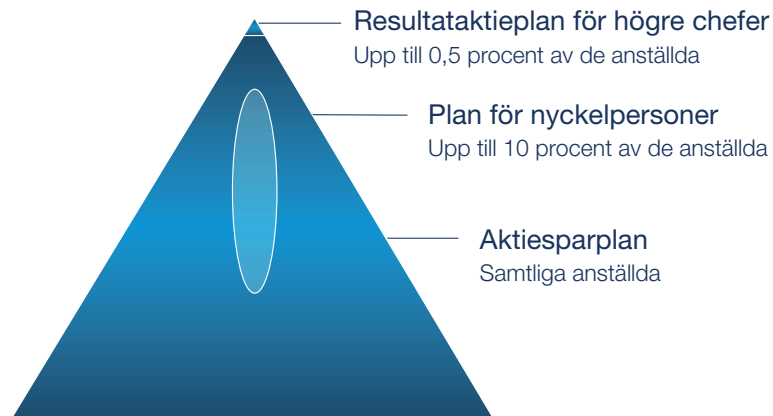 Resultataktieplan för högre chefer
Upp till 0,5 procent av de anställda
Plan för nyckelpersoner
Upp till 10 procent av de anställda
Aktiesparplan
Samtliga anställda